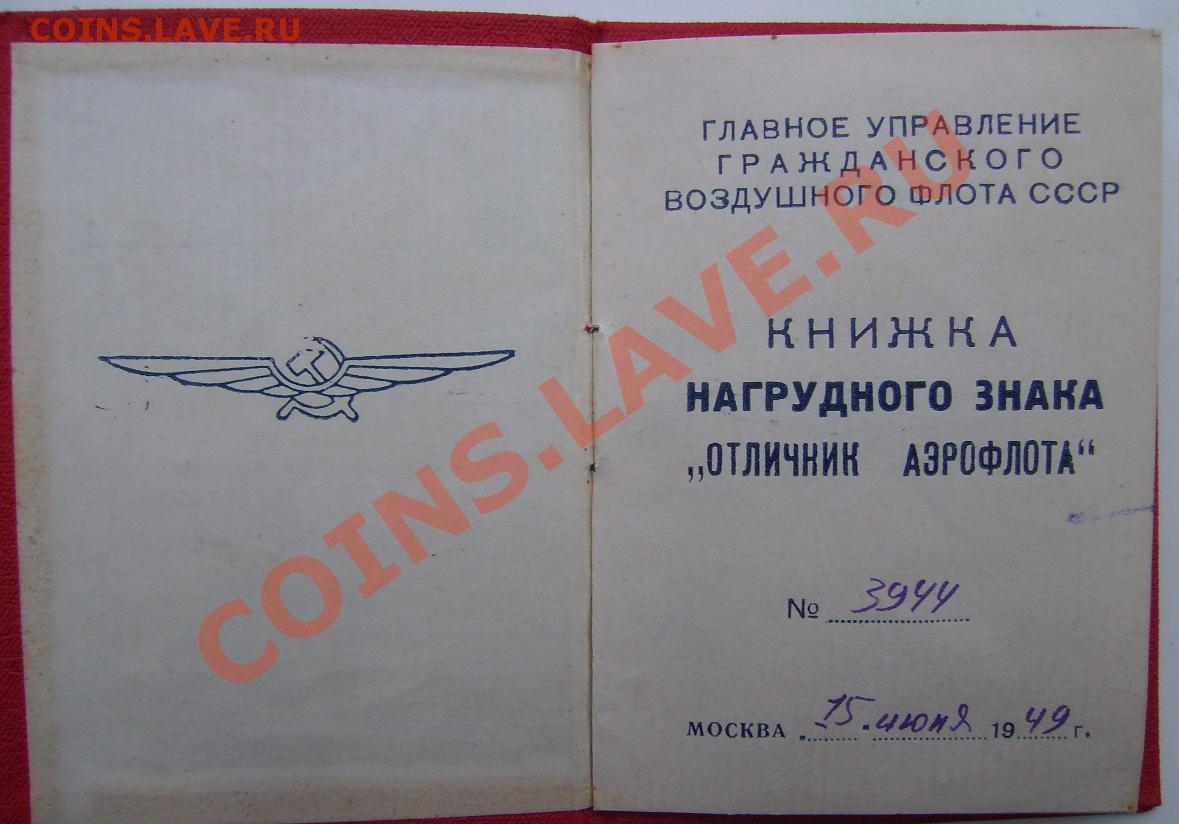 COINS.LAVE.RU
ГЛАВНОЕ УПРАВЛЕНИЕ
ГРАЖДАНСКОГО
ВОЗДУШНОГО ФЛОТА СССР
КНИЖКА
НАГРУДНОГО ЗНАКА
„ОТЛИЧНИК АЭРОФЛОТА“
№ 3944
МОСКВА „15“ июня 1949 г.
COINS.LAVE.RU